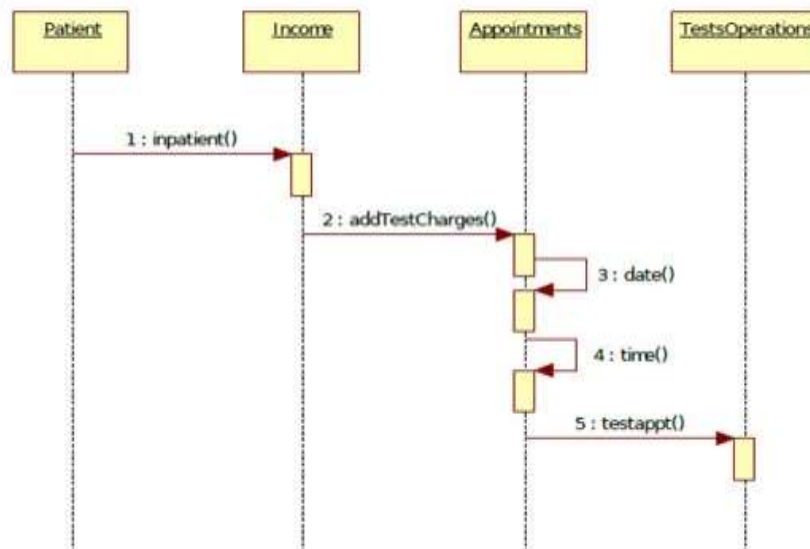 Patient
Income
Appointments
TestsOperations
1 : inpatient()
2 : addTestCharges()
3 : date()
4 : time()
5 : testappt()